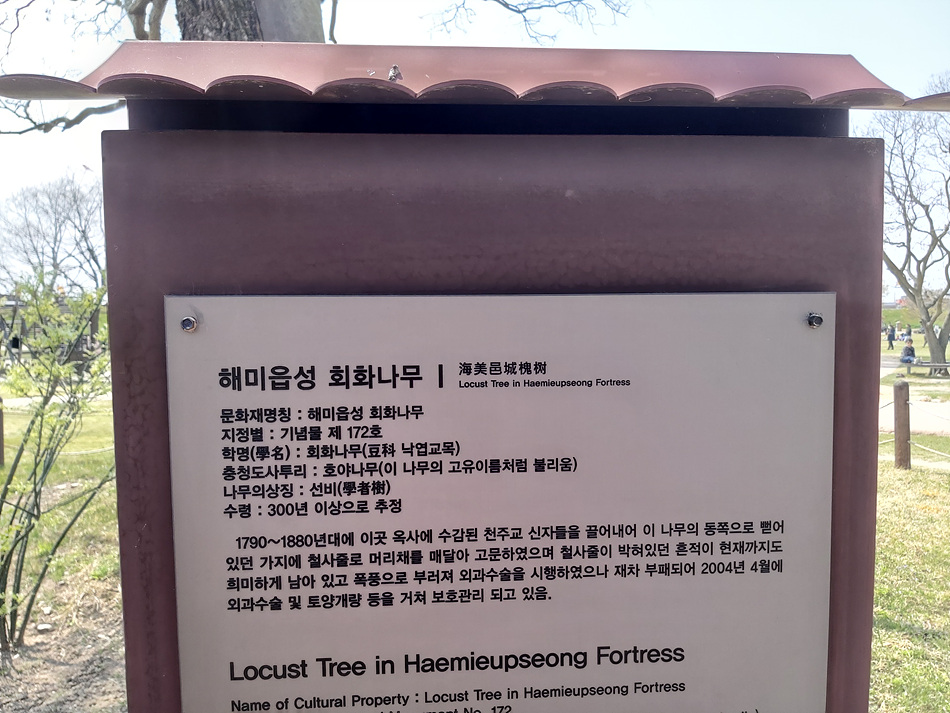 해미읍성 회화나무 | 海美邑城槐树
Locust Tree in Haemieupseong Fortress
문화재명칭 : 해미읍성 회화나무
지정별 : 기념물 제 172호
학명(學名) : 회화나무(豆科 낙엽교목)
충청도사투리 : 호야나무(이 나무의 고유이름처럼 불리움)
나무의상징 : 선비(學者樹)
수령 : 300년 이상으로 추정
1790~1880년대에 이곳 옥사에 수감된 천주교 신자들을 끌어내어 이 나무의 동쪽으로 뻗어
있던 가지에 철사줄로 머리채를 매달아 고문하였으며 철사줄이 박혀있던 흔적이 현재까지도
희미하게 남아 있고 폭풍으로 부러져 외과수술을 시행하였으나 재차 부패되어 2004년 4월에
외과수술 및 토양개량 등을 거쳐 보호관리 되고 있음.
Locust Tree in Haemieupseong Fortress
Name of Cultural Property : Locust Tree in Haemieupseong Fortress
No. 172